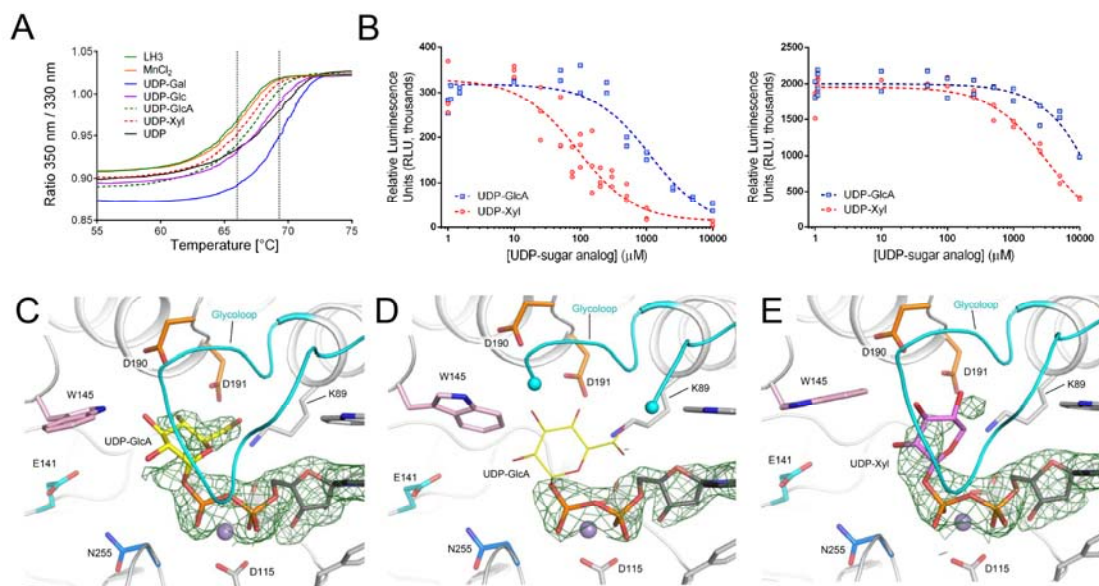 A
Ratio 350 nm / 330 nm
1.05
1.00
0.95
0.90
0.85
LH3
MnCl₂
UDP-Gal
UDP-Glc
UDP-GlcA
UDP-Xyl
UDP
55
60
65
70
75
Temperature [°C]
B
Relative Luminescence
Units (RLU, thousands)
400
300
200
100
0
UDP-GlcA
UDP-Xyl
1
10
100
1000
10000
[UDP-sugar analog] (µM)
Relative Luminescence
Units (RLU, thousands)
2500
2000
1500
1000
500
0
UDP-GlcA
UDP-Xyl
1
10
100
1000
10000
[UDP-sugar analog] (µM)
C
Glycoloop
D190
D191
W145
K89
UDP-GlcA
E141
N255
D115
D
Glycoloop
D190
W145
D191
K89
UDP-GlcA
E141
N255
D115
E
Glycoloop
D190
W145
D191
K89
UDP-Xyl
E141
N255
D115